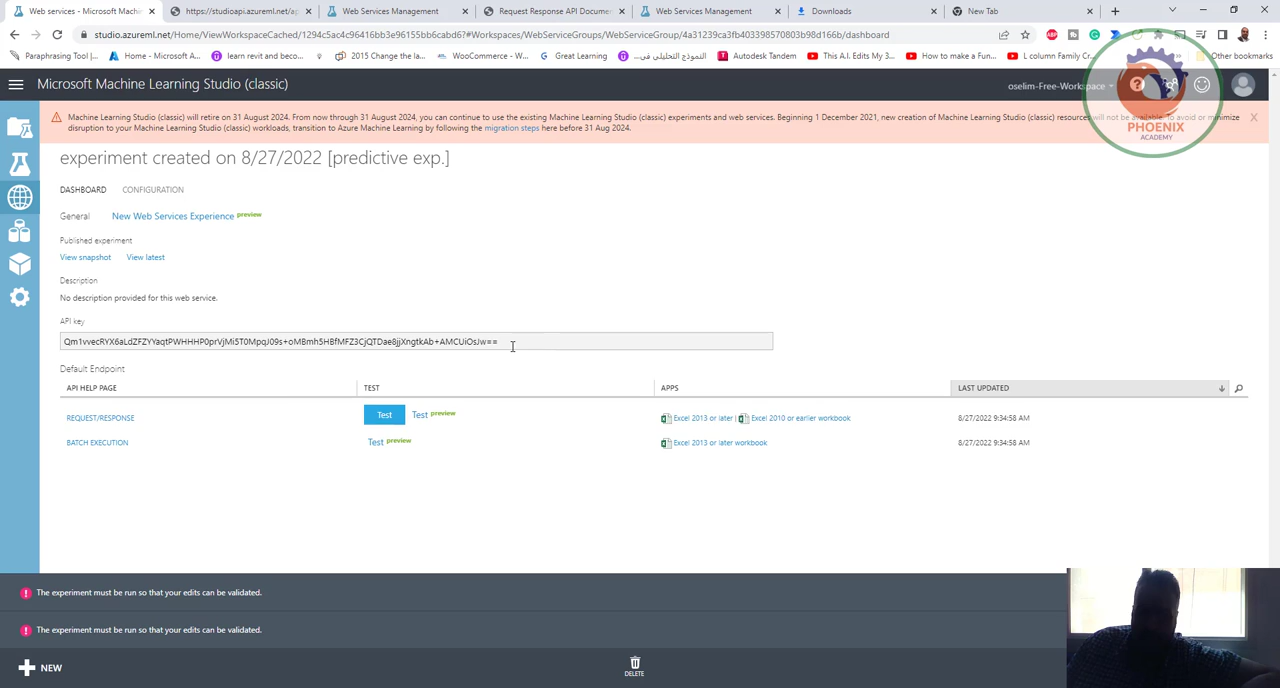 Web services - Microsoft Machine
https://studioapi.azureml.net/ap
Web Services Management
Request Response API Documen
Web Services Management
Downloads
New Tab
studio.azureml.net/Home/ViewWorkspaceCached/1294c5ac4c96416bb3e96155eb6cabd6?#Workspaces/WebServiceGroups/WebServiceGroup/4a31239ca3fb403398570803b98d166b/dashboard
Paraphrasing Tool |...
Home - Microsoft A...
learn revit and beco...
2015 Change the la...
WooCommerce - W...
Great Learning
النموذج التحليلي في...
Autodesk Tandem
This A.I. Edits My 3...
How to make a Fun...
L column Family Cr...
Other bookmarks
Microsoft Machine Learning Studio (classic)
oselim-Free-Workspace
PHOENIX
ACADEMY
Machine Learning Studio (classic) will retire on 31 August 2024. From now through 31 August 2024, you can continue to use the existing Machine Learning Studio (classic) experiments and web services. Beginning 1 December 2021, new creation of Machine Learning Studio (classic) resources will not be available. To avoid or minimize
disruption to your Machine Learning Studio (classic) workloads, transition to Azure Machine Learning by following the migration steps here before 31 Aug 2024.
experiment created on 8/27/2022 [predictive exp.]
DASHBOARD CONFIGURATION
General New Web Services Experience preview
Published experiment
View snapshot View latest
Description
No description provided for this web service.
API key
Default Endpoint
API HELP PAGE TEST APPS LAST UPDATED
REQUEST/RESPONSE Test Test preview Excel 2013 or later | Excel 2010 or earlier workbook 8/27/2022 9:34:58 AM
BATCH EXECUTION Test preview Excel 2013 or later workbook 8/27/2022 9:34:58 AM
The experiment must be run so that your edits can be validated.
The experiment must be run so that your edits can be validated.
NEW
DELETE